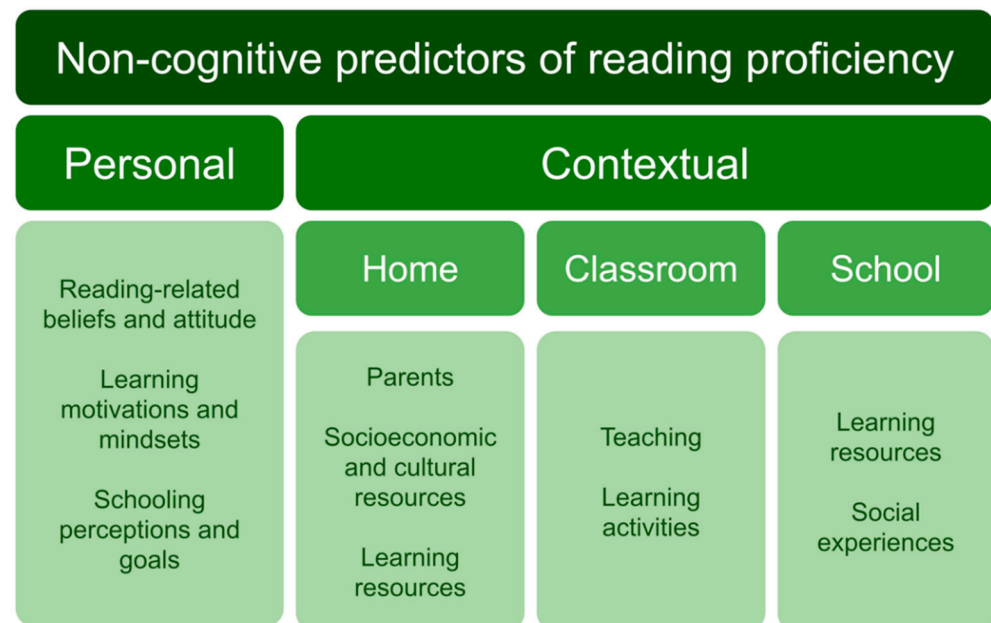 Non-cognitive predictors of reading proficiency
Personal
Contextual
Reading-related
beliefs and attitude
Learning
motivations and
mindsets
Schooling
perceptions and
goals
Home
Parents
Socioeconomic
and cultural
resources
Learning
resources
Classroom
Teaching
Learning
activities
School
Learning
resources
Social
experiences